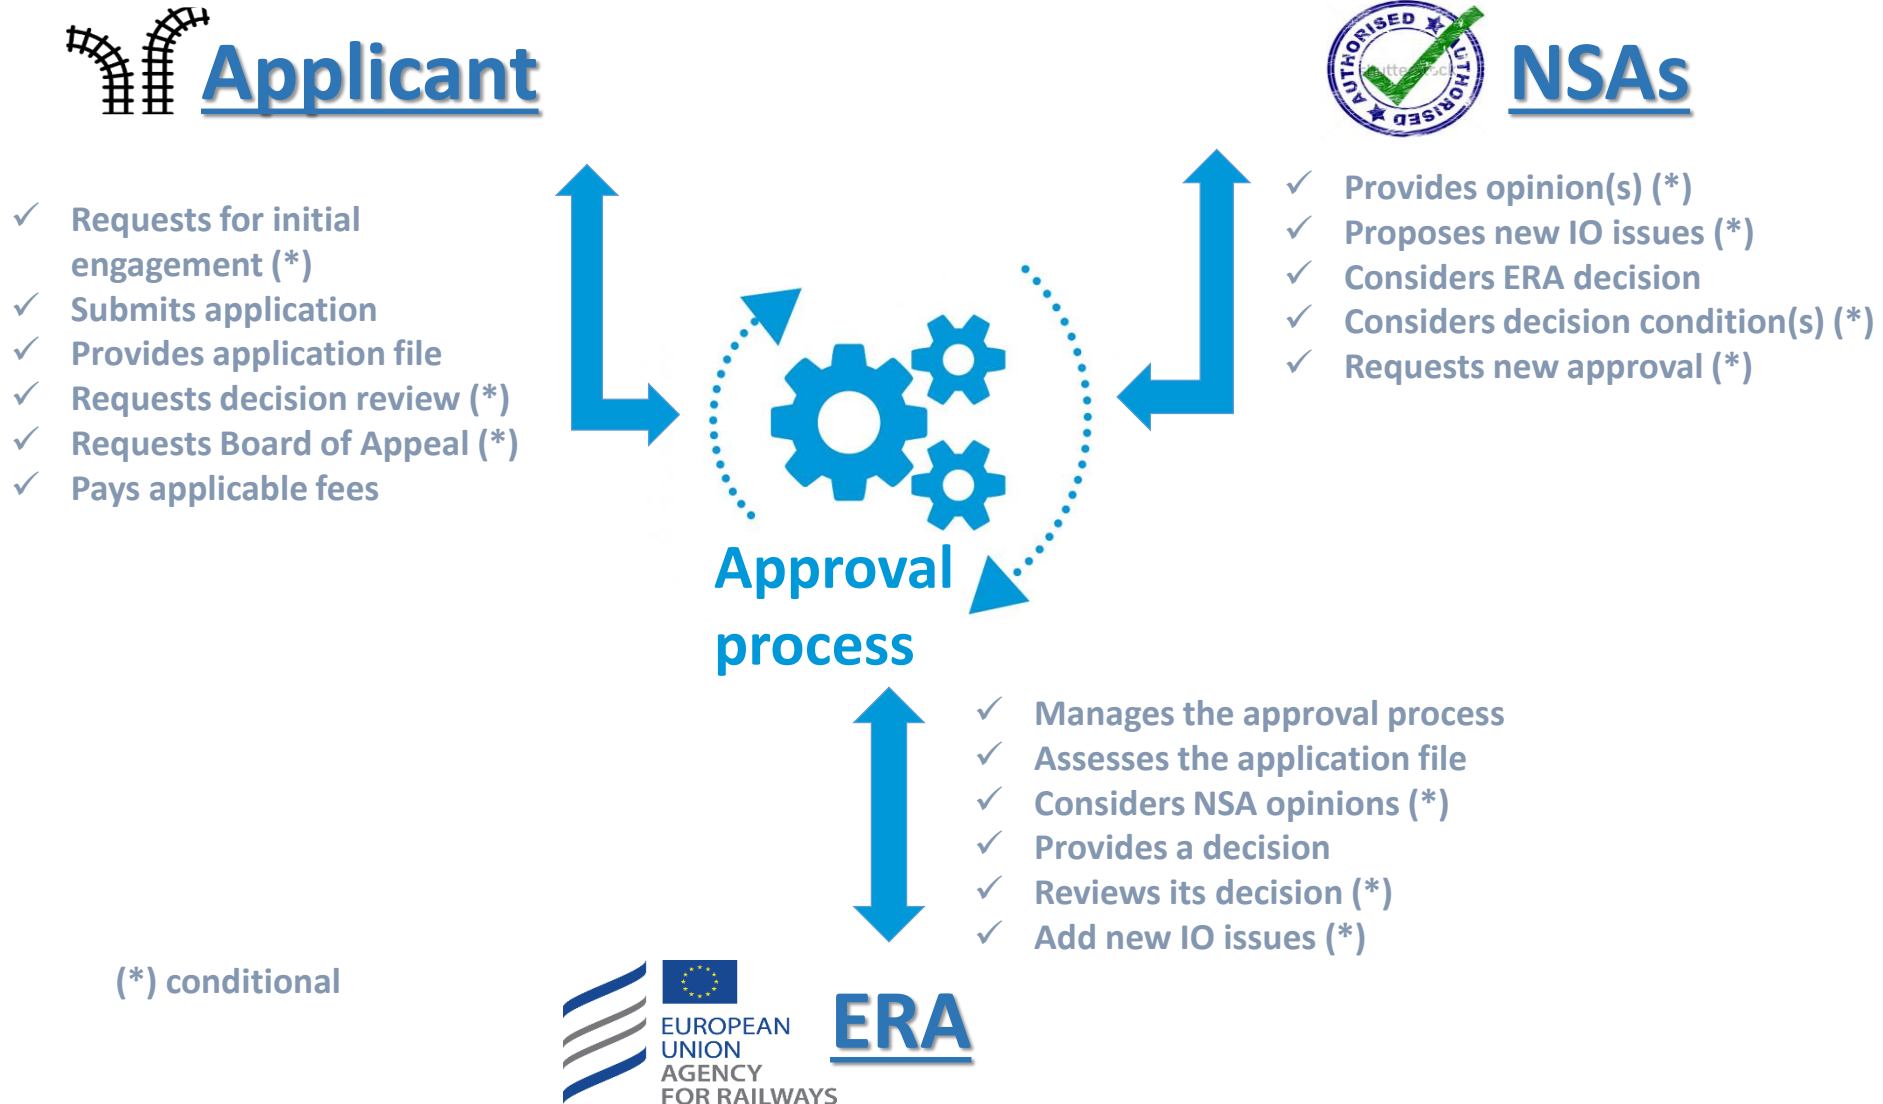 Applicant
Requests for initial
engagement (*)
Submits application
Provides application file
Requests decision review (*)
Requests Board of Appeal (*)
Pays applicable fees
AUTHORISED
AUTHORISED
shutterstock
NSAs
Provides opinion(s) (*)
Proposes new IO issues (*)
Considers ERA decision
Considers decision condition(s) (*)
Requests new approval (*)
Approval
process
Manages the approval process
Assesses the application file
Considers NSA opinions (*)
Provides a decision
Reviews its decision (*)
Add new IO issues (*)
(*) conditional
EUROPEAN
UNION
AGENCY
FOR RAILWAYS
ERA